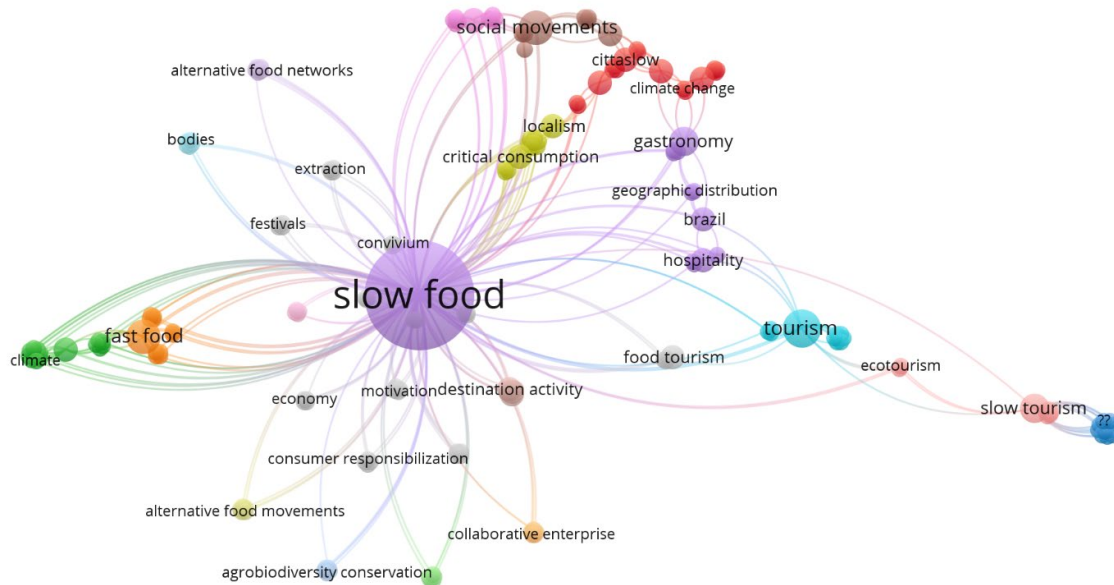 social movements
cittaslow
alternative food networks
climate change
localism
bodies
gastronomy
critical consumption
extraction
geographic distribution
festivals
brazil
convivium
hospitality
slow food
tourism
fast food
food tourism
climate
ecotourism
motivation
destination activity
economy
slow tourism
??
consumer responsibilization
alternative food movements
collaborative enterprise
agrobiodiversity conservation